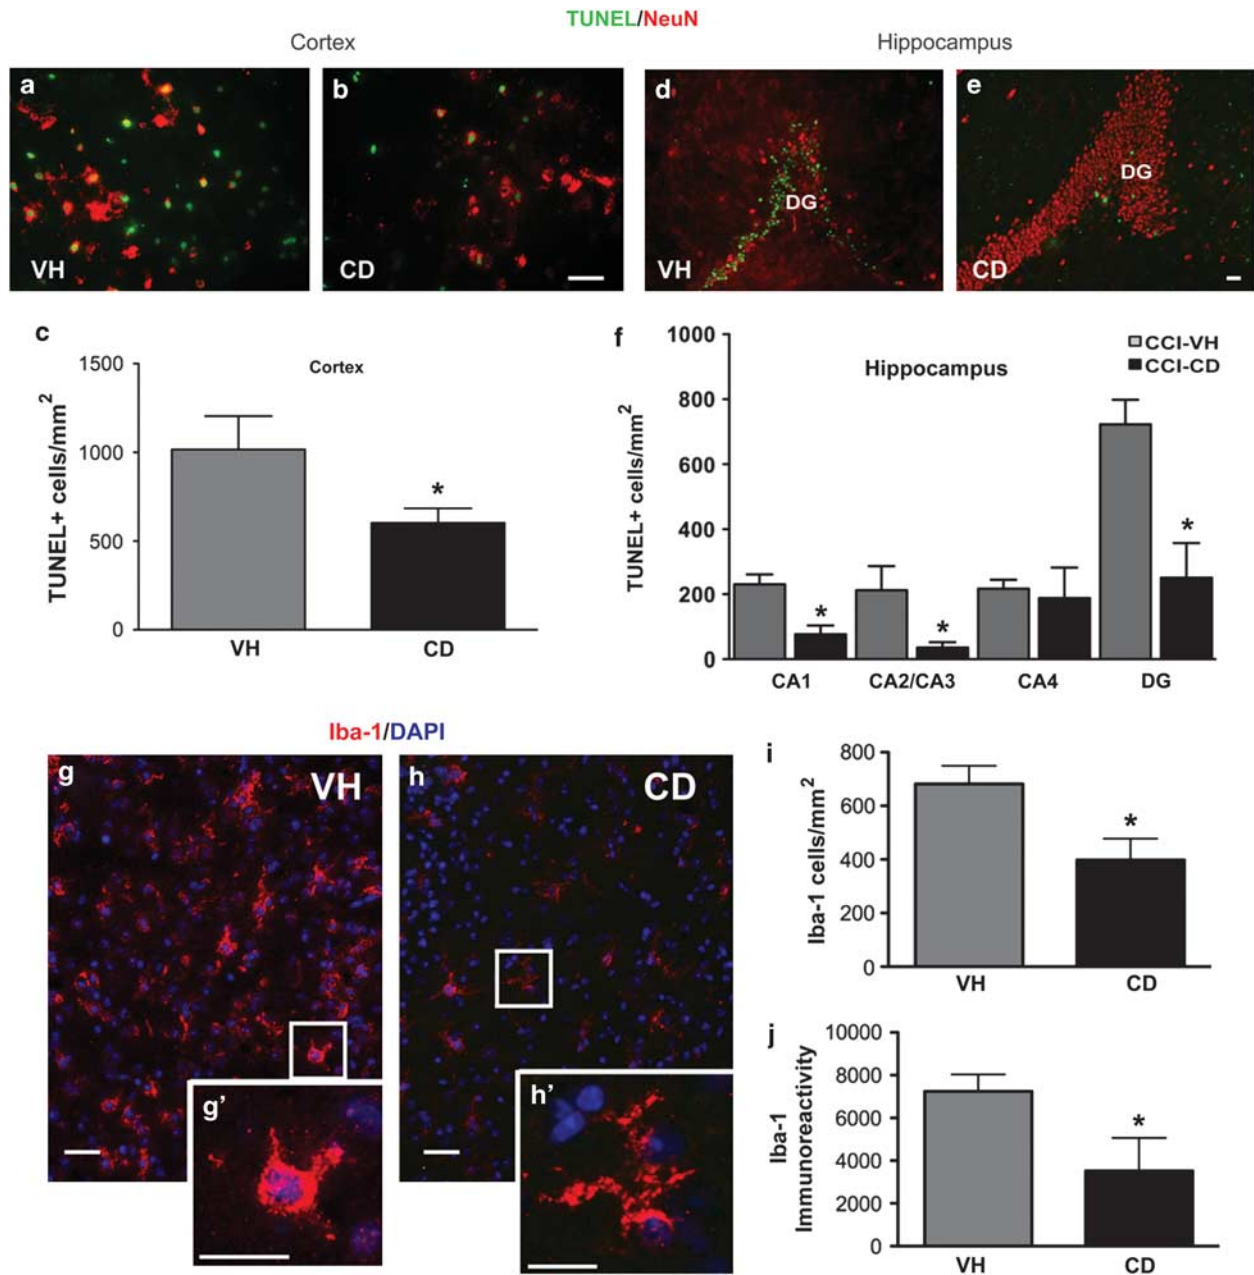 TUNEL/NeuN
Cortex
Hippocampus
a
VH
b
CD
d
DG
VH
e
DG
CD
c
Cortex
TUNEL+ cells/mm²
1500
1000
500
0
VH
CD
*
f
Hippocampus
CCI-VH
CCI-CD
TUNEL+ cells/mm²
1000
800
600
400
200
0
*
*
*
CA1
CA2/CA3
CA4
DG
Iba-1/DAPI
g
VH
g’
h
CD
h’
i
Iba-1 cells/mm²
800
600
400
200
0
*
VH
CD
j
Iba-1
Immunoreactivity
10000
8000
6000
4000
2000
0
*
VH
CD